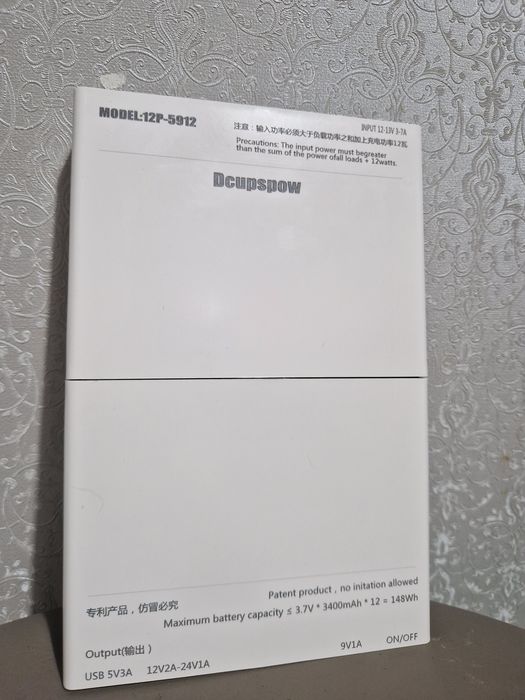 MODEL:12P-5912
INPUT 12-13V 3-7A
注意：输入功率必须大于负载功率之和加上充电功率12瓦
Precautions: The input power must begreater
than the sum of the power ofall loads + 12watts.
Dcupspow
Patent product , no initation allowed
专利产品，仿冒必究
Maximum battery capacity ≤ 3.7V * 3400mAh * 12 = 148Wh
Output(输出)
USB 5V3A 12V2A-24V1A 9V1A ON/OFF